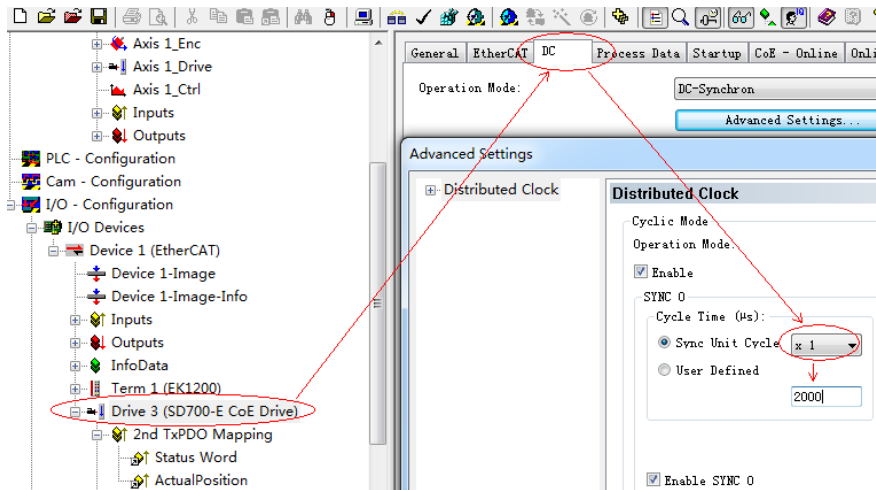 Axis 1_Enc
Axis 1_Drive
Axis 1_Ctrl
Inputs
Outputs
PLC - Configuration
Cam - Configuration
I/O - Configuration
I/O Devices
Device 1 (EtherCAT)
Device 1-Image
Device 1-Image-Info
Inputs
Outputs
InfoData
Term 1 (EK1200)
Drive 3 (SD700-E CoE Drive)
2nd TxPDO Mapping
Status Word
ActualPosition
General EtherCAT DC Process Data Startup CoE - Online Onli
Operation Mode: DC-Synchron
Advanced Settings...
Advanced Settings
Distributed Clock
Distributed Clock
Cyclic Mode
Operation Mode:
Enable
SYNC 0
Cycle Time (µs):
Sync Unit Cycle x 1
User Defined
2000
Enable SYNC 0